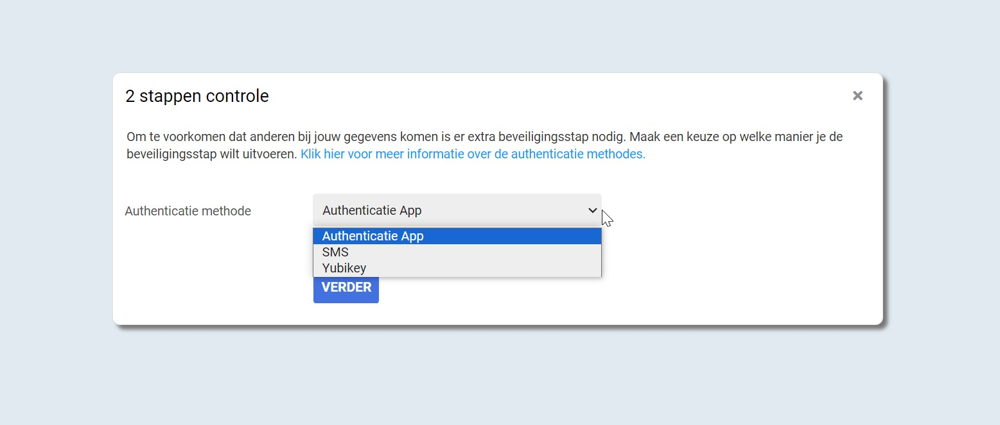 2 stappen controle
Om te voorkomen dat anderen bij jouw gegevens komen is er extra beveiligingsstap nodig. Maak een keuze op welke manier je de
beveiligingsstap wilt uitvoeren. Klik hier voor meer informatie over de authenticatie methodes.
Authenticatie methode
Authenticatie App
Authenticatie App
SMS
Yubikey
VERDER